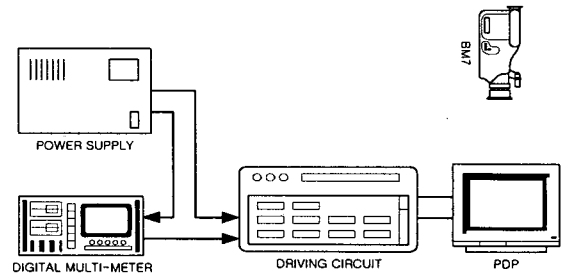 BM7
POWER SUPPLY
DIGITAL MULTI-METER
DRIVING CIRCUIT
PDP